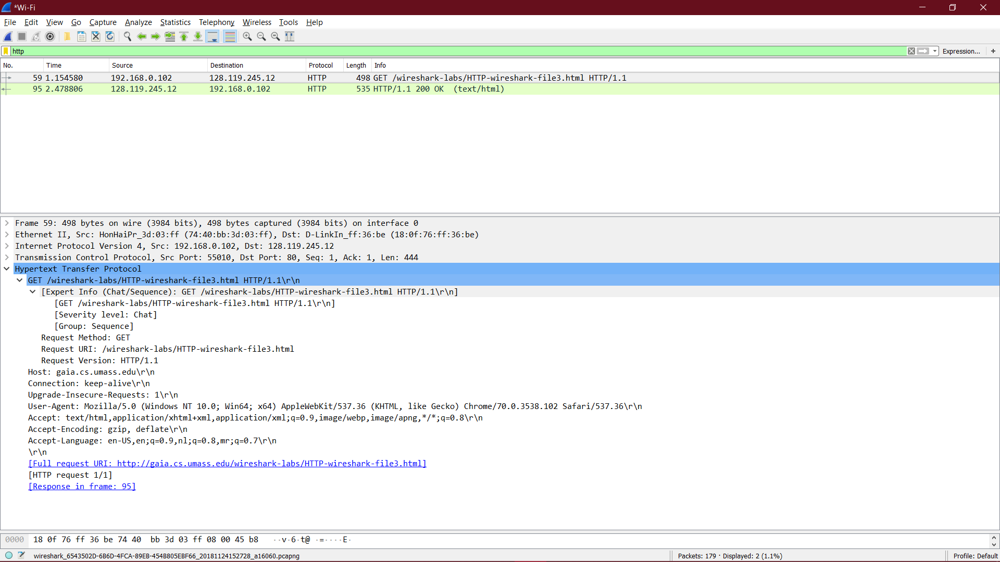 *Wi-Fi
File Edit View Go Capture Analyze Statistics Telephony Wireless Tools Help
http Expression... +
No. Time Source Destination Protocol Length Info
59 1.154580 192.168.0.102 128.119.245.12 HTTP 498 GET /wireshark-labs/HTTP-wireshark-file3.html HTTP/1.1
95 2.478806 128.119.245.12 192.168.0.102 HTTP 535 HTTP/1.1 200 OK (text/html)
Frame 59: 498 bytes on wire (3984 bits), 498 bytes captured (3984 bits) on interface 0
Ethernet II, Src: HonHaiPr_3d:03:ff (74:40:bb:3d:03:ff), Dst: D-LinkIn_ff:36:be (18:0f:76:ff:36:be)
Internet Protocol Version 4, Src: 192.168.0.102, Dst: 128.119.245.12
Transmission Control Protocol, Src Port: 55010, Dst Port: 80, Seq: 1, Ack: 1, Len: 444
Hypertext Transfer Protocol
GET /wireshark-labs/HTTP-wireshark-file3.html HTTP/1.1\r\n
[Expert Info (Chat/Sequence): GET /wireshark-labs/HTTP-wireshark-file3.html HTTP/1.1\r\n]
[GET /wireshark-labs/HTTP-wireshark-file3.html HTTP/1.1\r\n]
[Severity level: Chat]
[Group: Sequence]
Request Method: GET
Request URI: /wireshark-labs/HTTP-wireshark-file3.html
Request Version: HTTP/1.1
Host: gaia.cs.umass.edu\r\n
Connection: keep-alive\r\n
Upgrade-Insecure-Requests: 1\r\n
User-Agent: Mozilla/5.0 (Windows NT 10.0; Win64; x64) AppleWebKit/537.36 (KHTML, like Gecko) Chrome/70.0.3538.102 Safari/537.36\r\n
Accept: text/html,application/xhtml+xml,application/xml;q=0.9,image/webp,image/apng,*/*;q=0.8\r\n
Accept-Encoding: gzip, deflate\r\n
Accept-Language: en-US,en;q=0.9,nl;q=0.8,mr;q=0.7\r\n
\r\n
[Full request URI: http://gaia.cs.umass.edu/wireshark-labs/HTTP-wireshark-file3.html]
[HTTP request 1/1]
[Response in frame: 95]
0000 18 0f 76 ff 36 be 74 40 bb 3d 03 ff 08 00 45 b8 ··v·6·t@ ·=····E·
wireshark_6543502D-6B6D-4FCA-89EB-454B805EBF66_20181124152728_a16060.pcapng Packets: 179 · Displayed: 2 (1.1%) Profile: Default